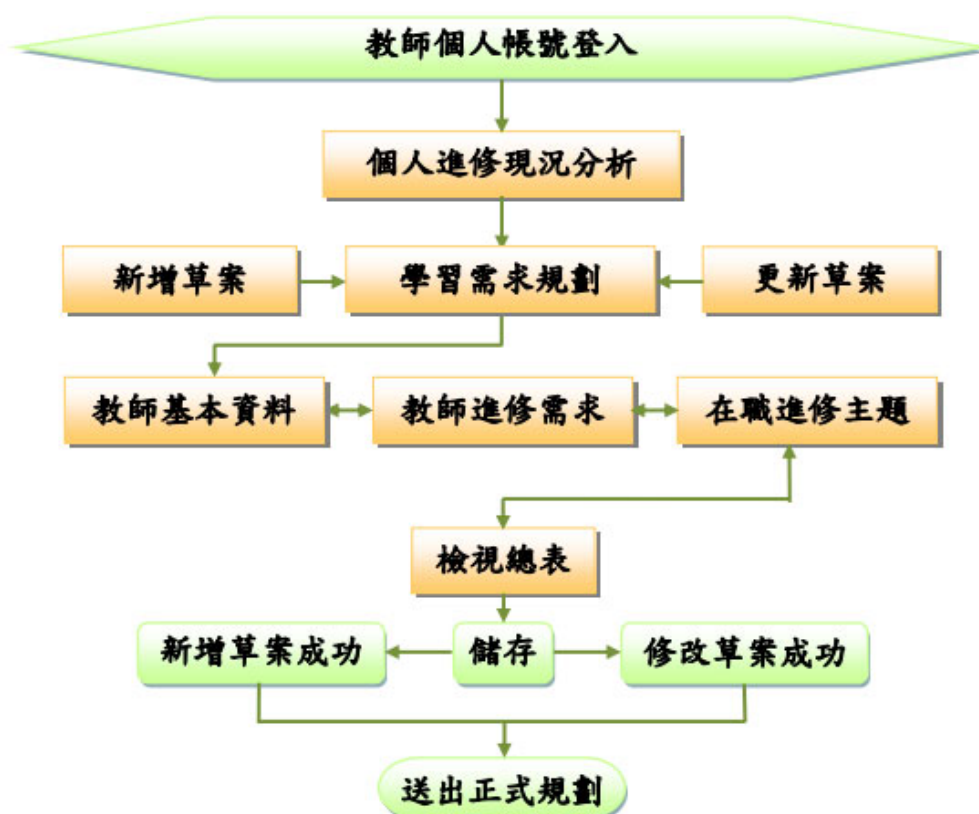 教師個人帳號登入
個人進修現況分析
新增草案
學習需求規劃
更新草案
教師基本資料
教師進修需求
在職進修主題
檢視總表
新增草案成功
儲存
修改草案成功
送出正式規劃